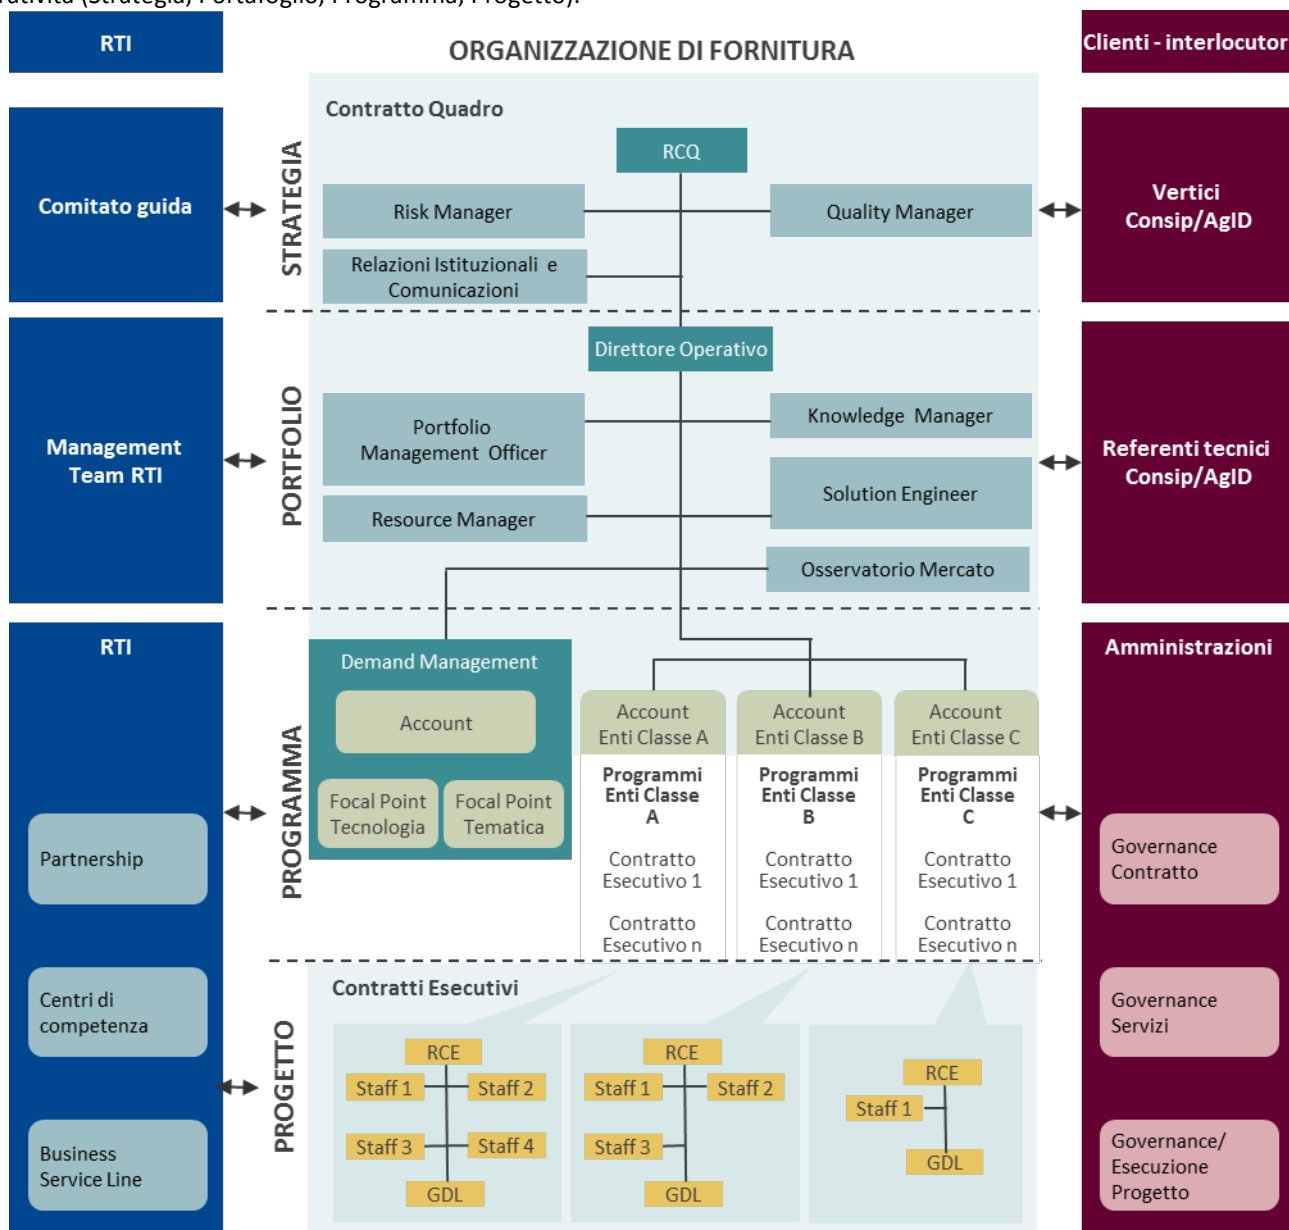 (Strategia, Portafoglio, Programma, Progetto).
RTI
ORGANIZZAZIONE DI FORNITURA
Clienti - interlocutor
Contratto Quadro
STRATEGIA
RCQ
Comitato guida
Risk Manager
Quality Manager
Vertici
Consip/AgID
Relazioni Istituzionali e
Comunicazioni
PORTFOLIO
Direttore Operativo
Management
Team RTI
Portfolio
Management Officer
Knowledge Manager
Solution Engineer
Resource Manager
Osservatorio Mercato
Referenti tecnici
Consip/AgID
RTI
PROGRAMMA
Demand Management
Account
Focal Point
Tecnologia
Focal Point
Tematica
Account
Enti Classe A
Programmi
Enti Classe
A
Contratto
Esecutivo 1
Contratto
Esecutivo n
Account
Enti Classe B
Programmi
Enti Classe
B
Contratto
Esecutivo 1
Contratto
Esecutivo n
Account
Enti Classe C
Programmi
Enti Classe
C
Contratto
Esecutivo 1
Contratto
Esecutivo n
Amministrazioni
Partnership
Centri di
competenza
Business
Service Line
Governance
Contratto
Governance
Servizi
Governance/
Esecuzione
Progetto
PROGETTO
Contratti Esecutivi
RCE
Staff 1
Staff 2
Staff 3
Staff 4
GDL
RCE
Staff 1
Staff 2
Staff 3
GDL
RCE
Staff 1
GDL